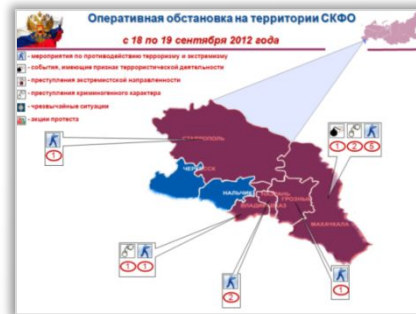 Оперативная обстановка на территории СКФО
с 18 по 19 сентября 2012 года
- мероприятия по противодействию терроризму и экстремизму
- события, имеющие признак террористической деятельности
- преступления экстремистской направленности
- преступления криминогенного характера
- чрезвычайные ситуации
- акции протеста
СТАВРОПОЛЬ
1
1 2 5
НАЛЬЧИК
ГРОЗНЫЙ
МАХАЧКАЛА
1 1
2
1